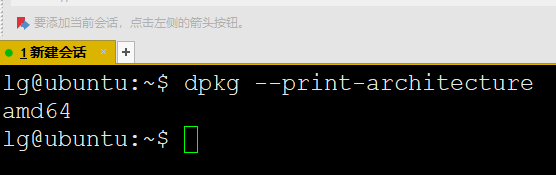 要添加当前会话，点击左侧的箭头按钮。
1 新建会话 × +
lg@ubuntu:~$ dpkg --print-architecture
amd64
lg@ubuntu:~$